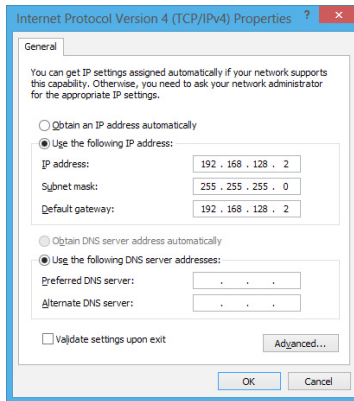 Internet Protocol Version 4 (TCP/IPv4) Properties ? ×
General
You can get IP settings assigned automatically if your network supports
this capability. Otherwise, you need to ask your network administrator
for the appropriate IP settings.
Obtain an IP address automatically
Use the following IP address:
IP address: 192 . 168 . 128 . 2
Subnet mask: 255 . 255 . 255 . 0
Default gateway: 192 . 168 . 128 . 2
Obtain DNS server address automatically
Use the following DNS server addresses:
Preferred DNS server: . . .
Alternate DNS server: . . .
Validate settings upon exit
Advanced...
OK Cancel